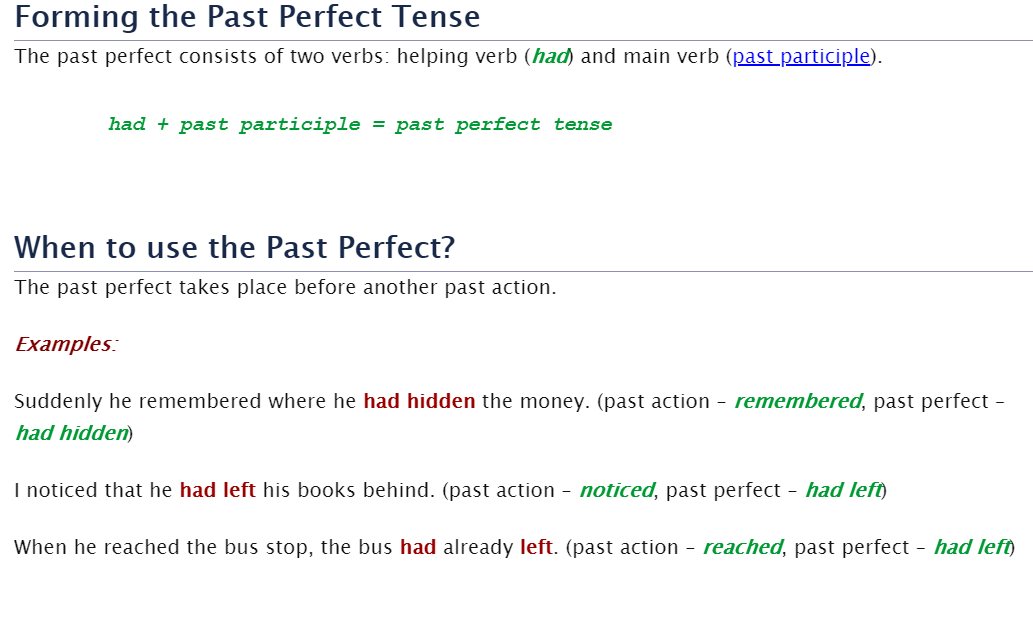 Forming the Past Perfect Tense
The past perfect consists of two verbs: helping verb (had) and main verb (past participle).
had + past participle = past perfect tense
When to use the Past Perfect?
The past perfect takes place before another past action.
Examples:
Suddenly he remembered where he had hidden the money. (past action – remembered, past perfect –
had hidden)
I noticed that he had left his books behind. (past action – noticed, past perfect – had left)
When he reached the bus stop, the bus had already left. (past action – reached, past perfect – had left)